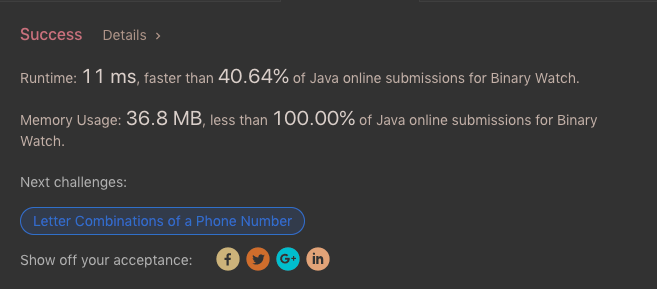 Success Details >
Runtime: 11 ms, faster than 40.64% of Java online submissions for Binary Watch.
Memory Usage: 36.8 MB, less than 100.00% of Java online submissions for Binary
Watch.
Next challenges:
Letter Combinations of a Phone Number
Show off your acceptance: f G+ in